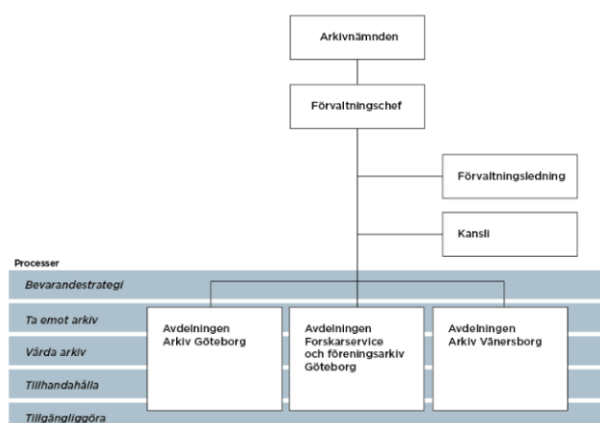 Arkivnämnden
Förvaltningschef
Förvaltningsledning
Kansli
Processer
Bevarandestrategi
Ta emot arkiv
Vårda arkiv
Tillhandahålla
Tillgängliggöra
Avdelningen
Arkiv Göteborg
Avdelningen
Forskarservice
och föreningsarkiv
Göteborg
Avdelningen
Arkiv Vänersborg